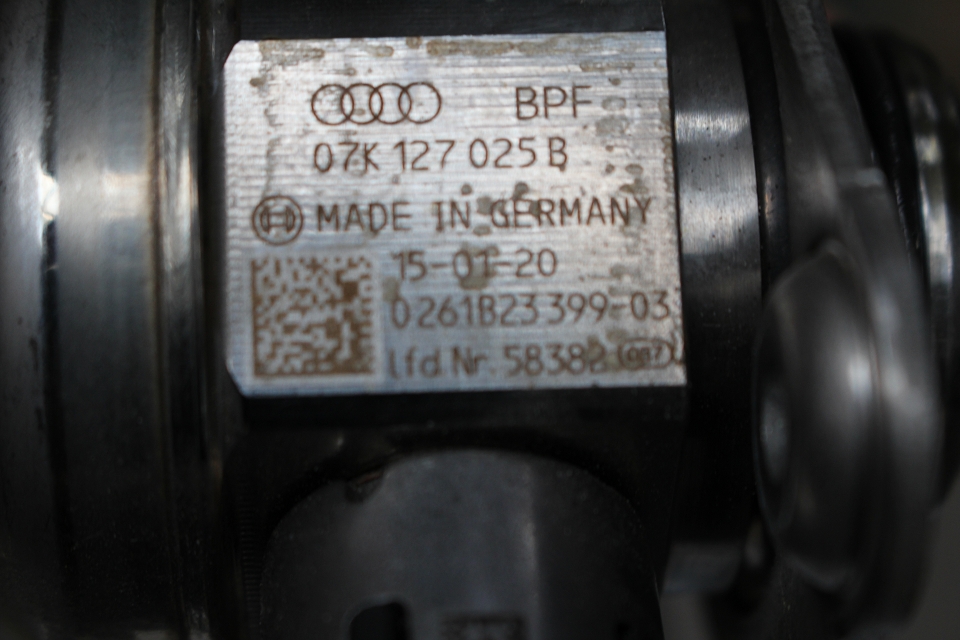 BPF
07K 127 025 B
MADE IN GERMANY
15-01-20
0261B23399-03
lfd Nr. 58382